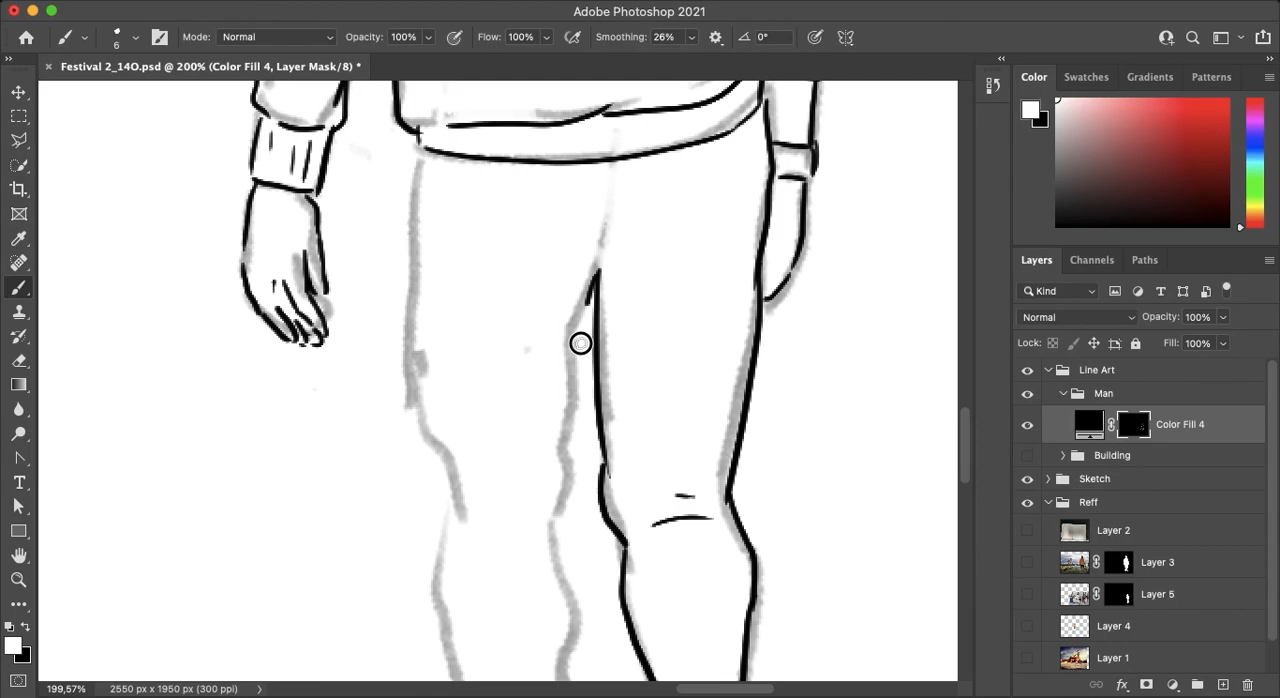 Adobe Photoshop 2021
6 Mode: Normal Opacity: 100% Flow: 100% Smoothing: 26% 0°
Festival 2_14O.psd @ 200% (Color Fill 4, Layer Mask/8) *
Color Swatches Gradients Patterns
Layers Channels Paths
Kind
Normal Opacity: 100%
Lock: Fill: 100%
Line Art
Man
Color Fill 4
Building
Sketch
Reff
Layer 2
Layer 3
Layer 5
Layer 4
Layer 1
199,57% 2550 px x 1950 px (300 ppi)